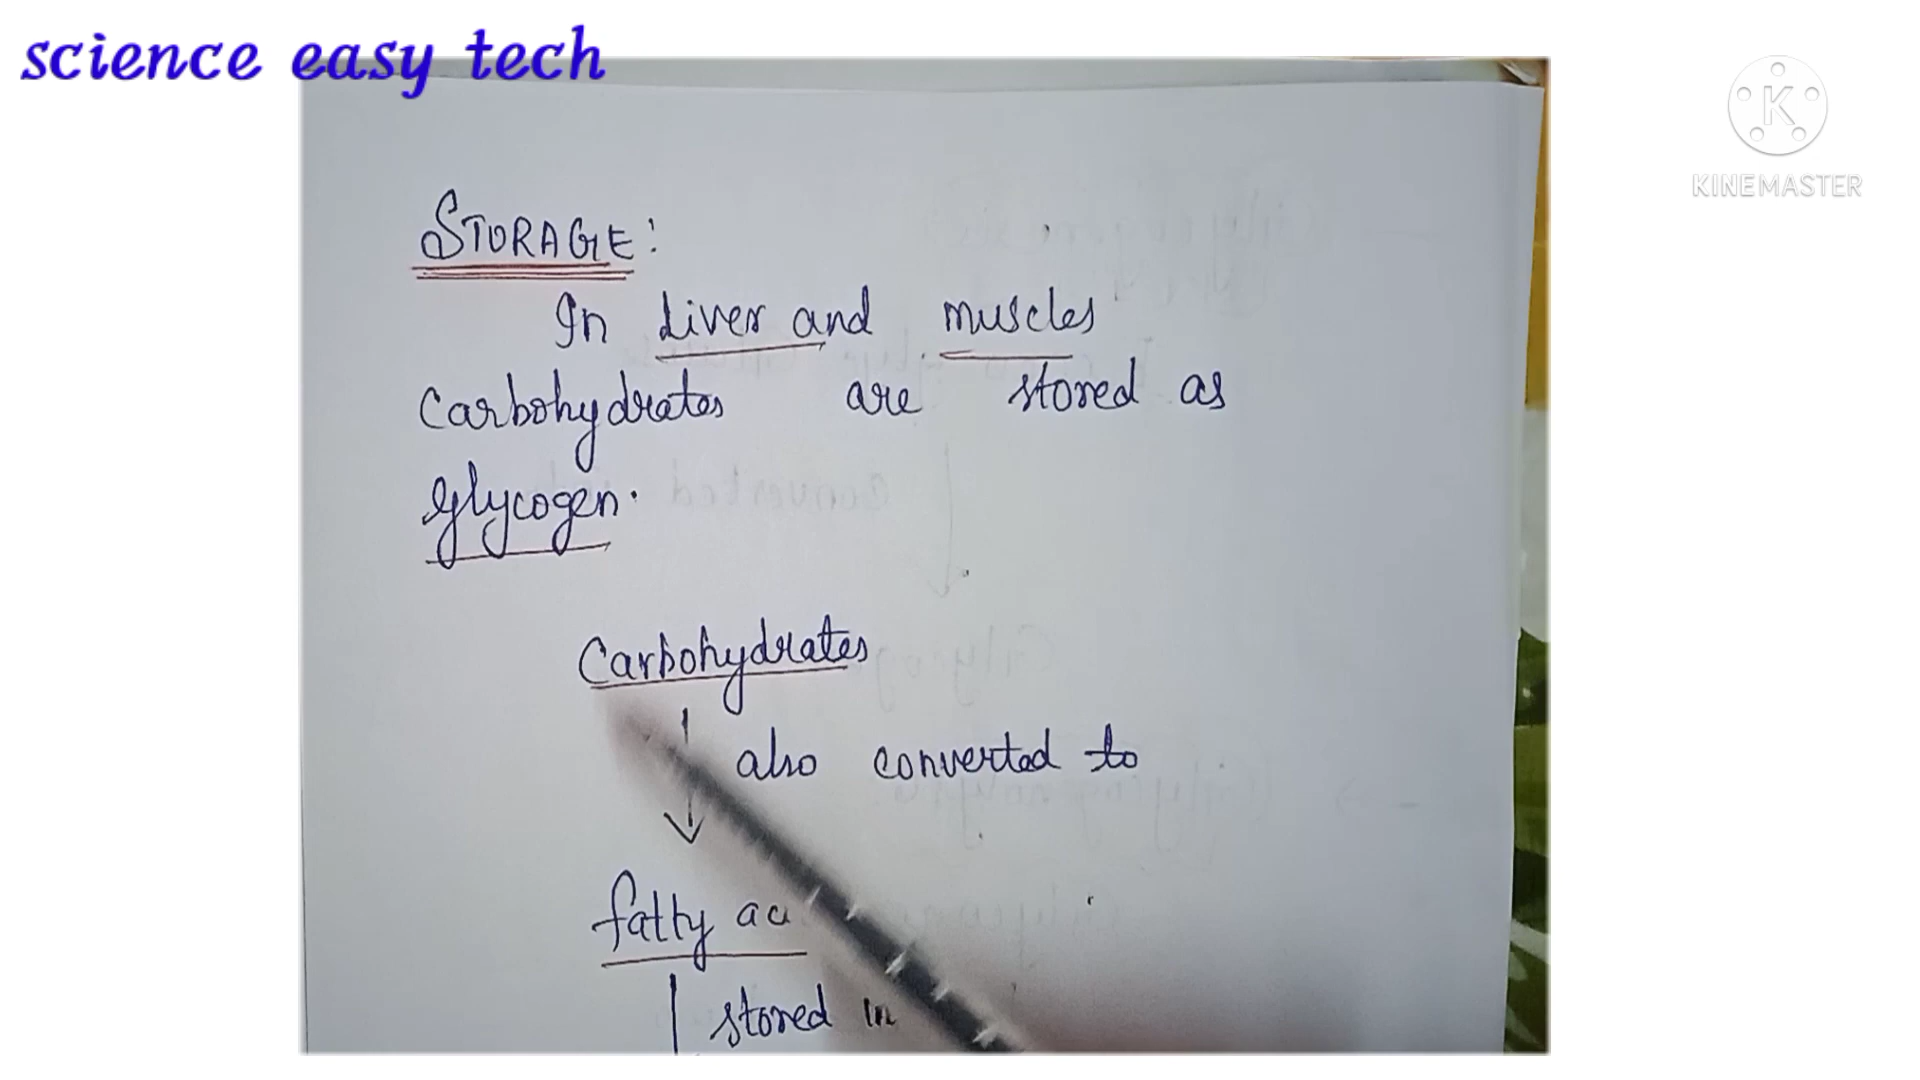 science easy tech
K
KINEMASTER
STORAGE:
In liver and muscles
Carbohydrates are stored as
glycogen.
Carbohydrates
also converted to
fatty
stored in